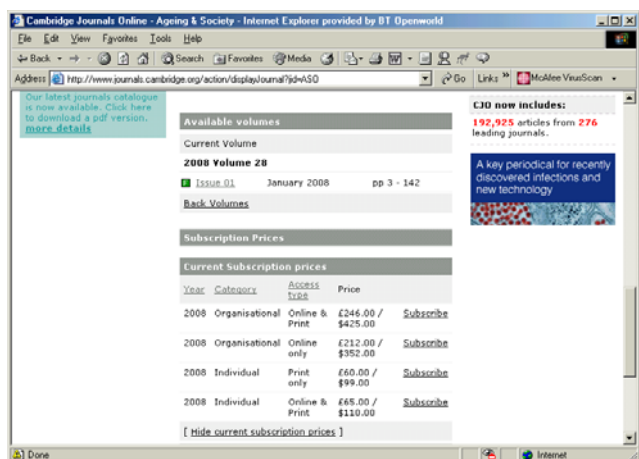 Cambridge Journals Online - Ageing & Society - Internet Explorer provided by BT Openworld
File Edit View Favorites Tools Help
Back Search Favorites Media
Address http://www.journals.cambridge.org/action/displayJournal?jid=ASO Go Links » McAfee VirusScan
Our latest journals catalogue
is now available. Click here
to download a pdf version.
more details
Available volumes
Current Volume
2008 Volume 28
Issue 01 January 2008 pp 3 - 142
Back Volumes
Subscription Prices
Current Subscription prices
Year Category Access type Price
2008 Organisational Online & Print £246.00 / $425.00 Subscribe
2008 Organisational Online only £212.00 / $352.00 Subscribe
2008 Individual Print only £60.00 / $99.00 Subscribe
2008 Individual Online & Print £65.00 / $110.00 Subscribe
[ Hide current subscription prices ]
CJO now includes:
192,925 articles from 276
leading journals.
A key periodical for recently
discovered infections and
new technology
Done Internet